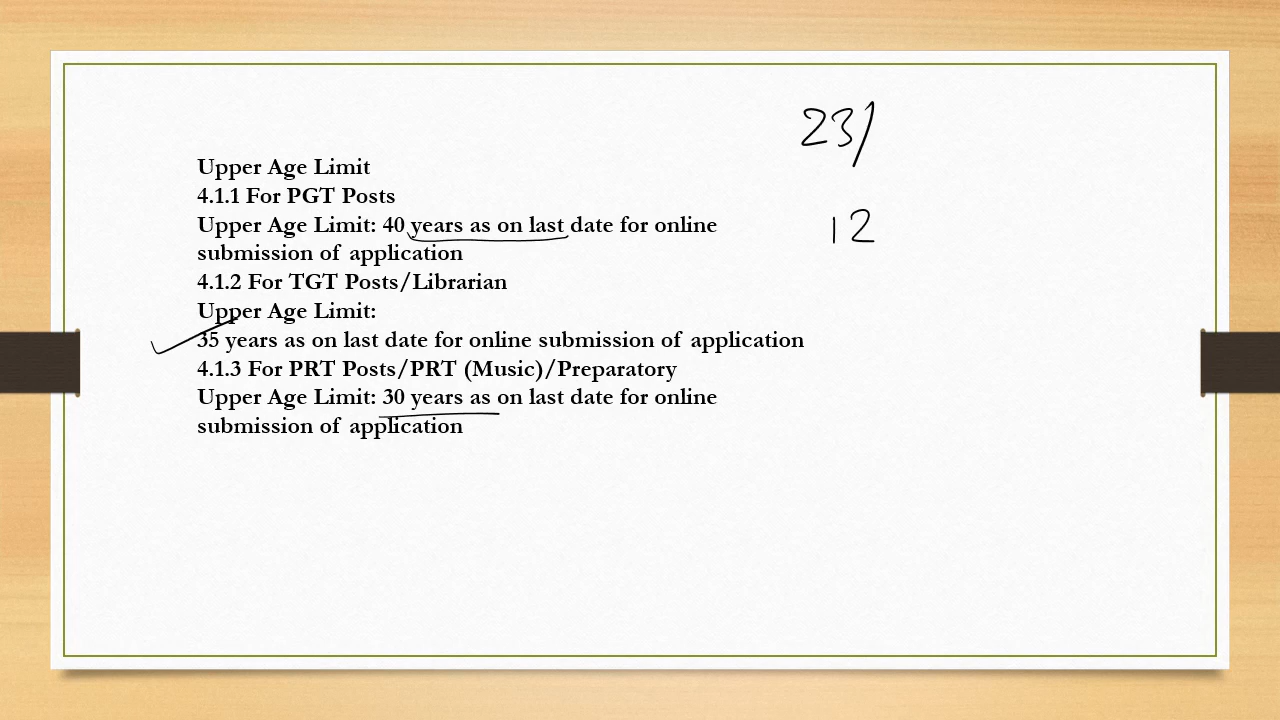 23/
Upper Age Limit
4.1.1 For PGT Posts
Upper Age Limit: 40 years as on last date for online
12
submission of application
4.1.2 For TGT Posts/Librarian
Upper Age Limit:
35 years as on last date for online submission of application
4.1.3 For PRT Posts/PRT (Music)/Preparatory
Upper Age Limit: 30 years as on last date for online
submission of application